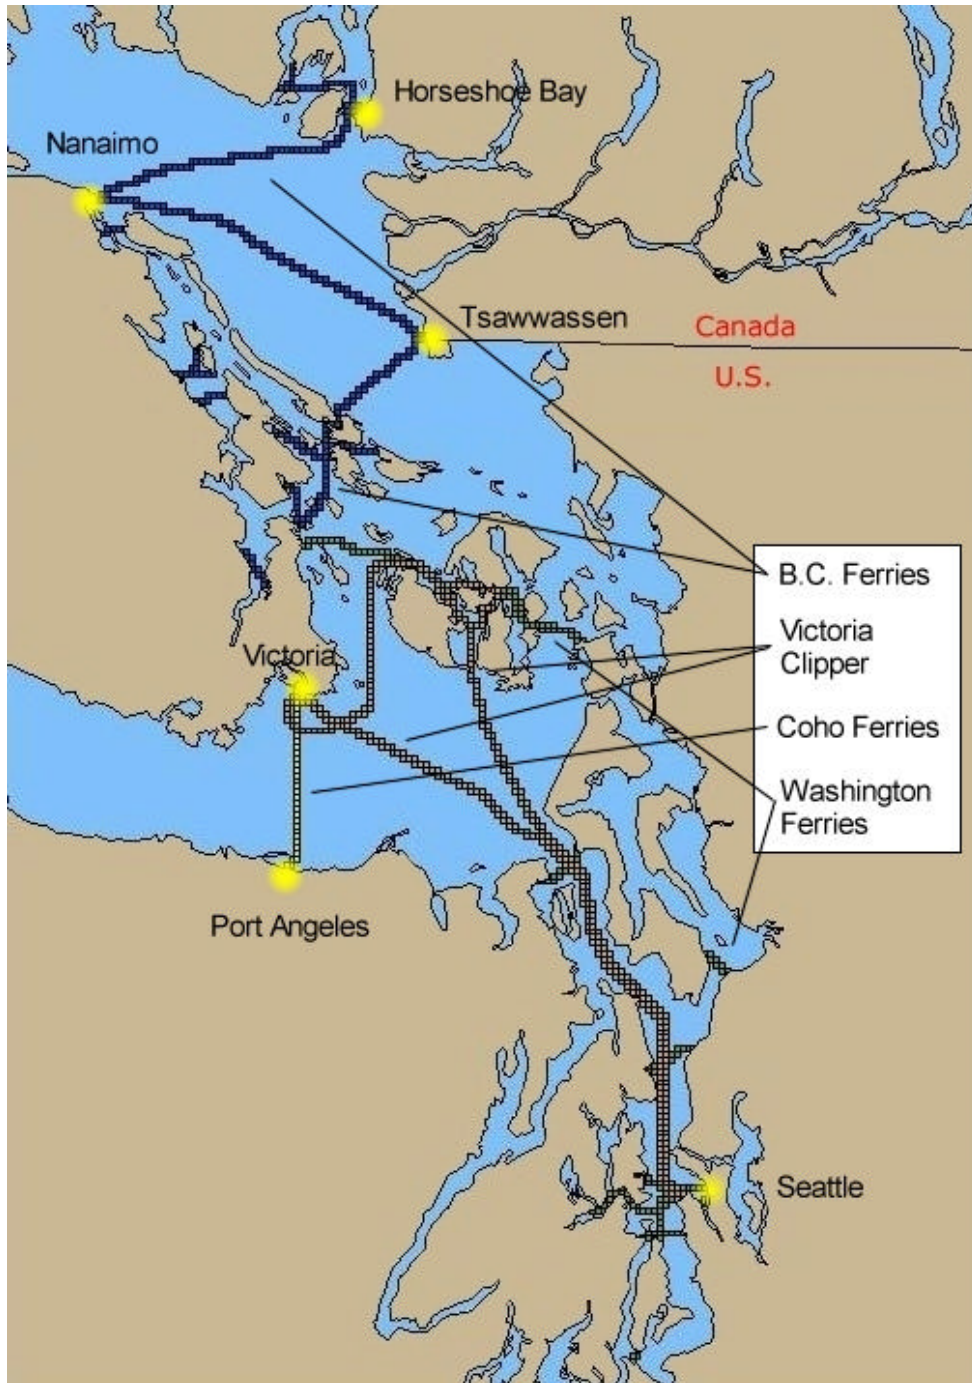 Horseshoe Bay
Nanaimo
Tsawwassen
Canada
U.S.
B.C. Ferries
Victoria
Clipper
Victoria
Coho Ferries
Washington
Ferries
Port Angeles
Seattle